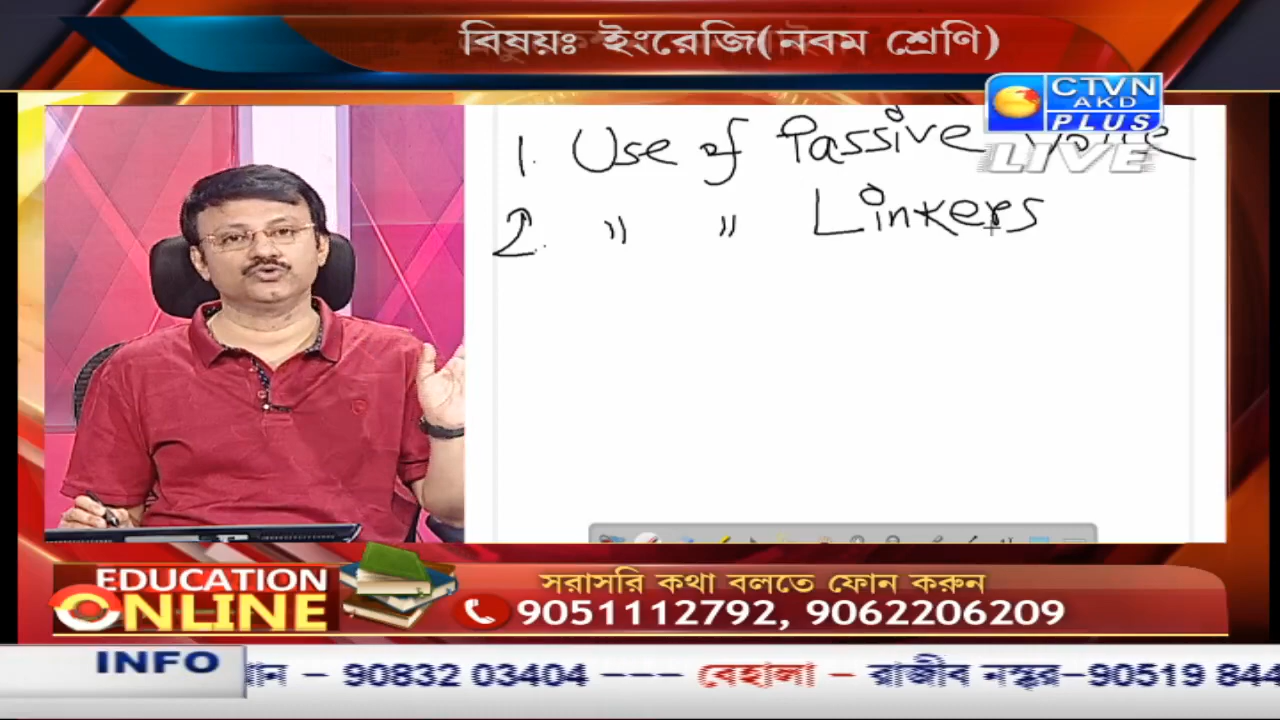 বিষয়ঃ ইংরেজি(নবম শ্রেণি)
CTVN
AKD
PLUS
LIVE
1. Use of Passive
2. " " Linkers
EDUCATION
ONLINE
সরাসরি কথা বলতে ফোন করুন
9051112792, 9062206209
INFO
– 90832 03404 --- বেহালা – রাজীব নস্কর–90519 844